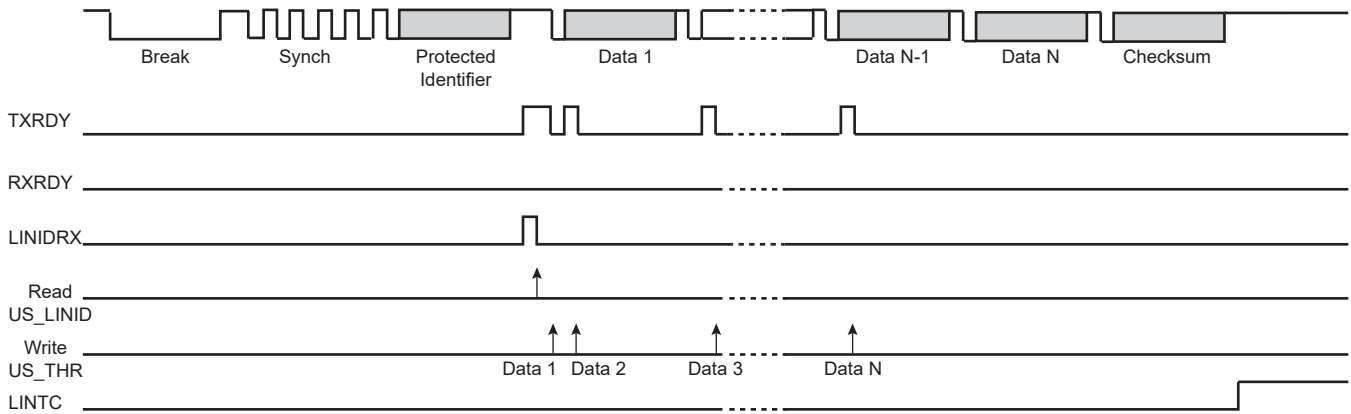 Break Synch Protected Data 1 Data N-1 Data N Checksum
Identifier
TXRDY
RXRDY
LINIDRX
Read
US_LINID
Write
US_THR Data 1 Data 2 Data 3 Data N
LINTC